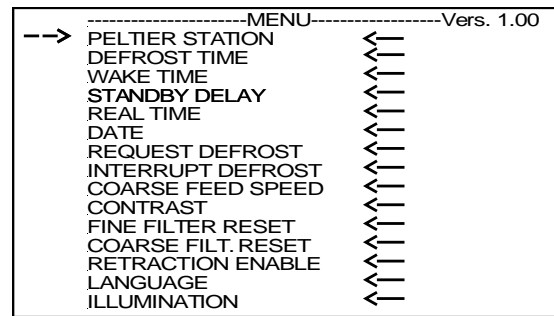 ----------------------MENU------------------Vers. 1.00
PELTIER STATION
DEFROST TIME
WAKE TIME
STANDBY DELAY
REAL TIME
DATE
REQUEST DEFROST
INTERRUPT DEFROST
COARSE FEED SPEED
CONTRAST
FINE FILTER RESET
COARSE FILT. RESET
RETRACTION ENABLE
LANGUAGE
ILLUMINATION